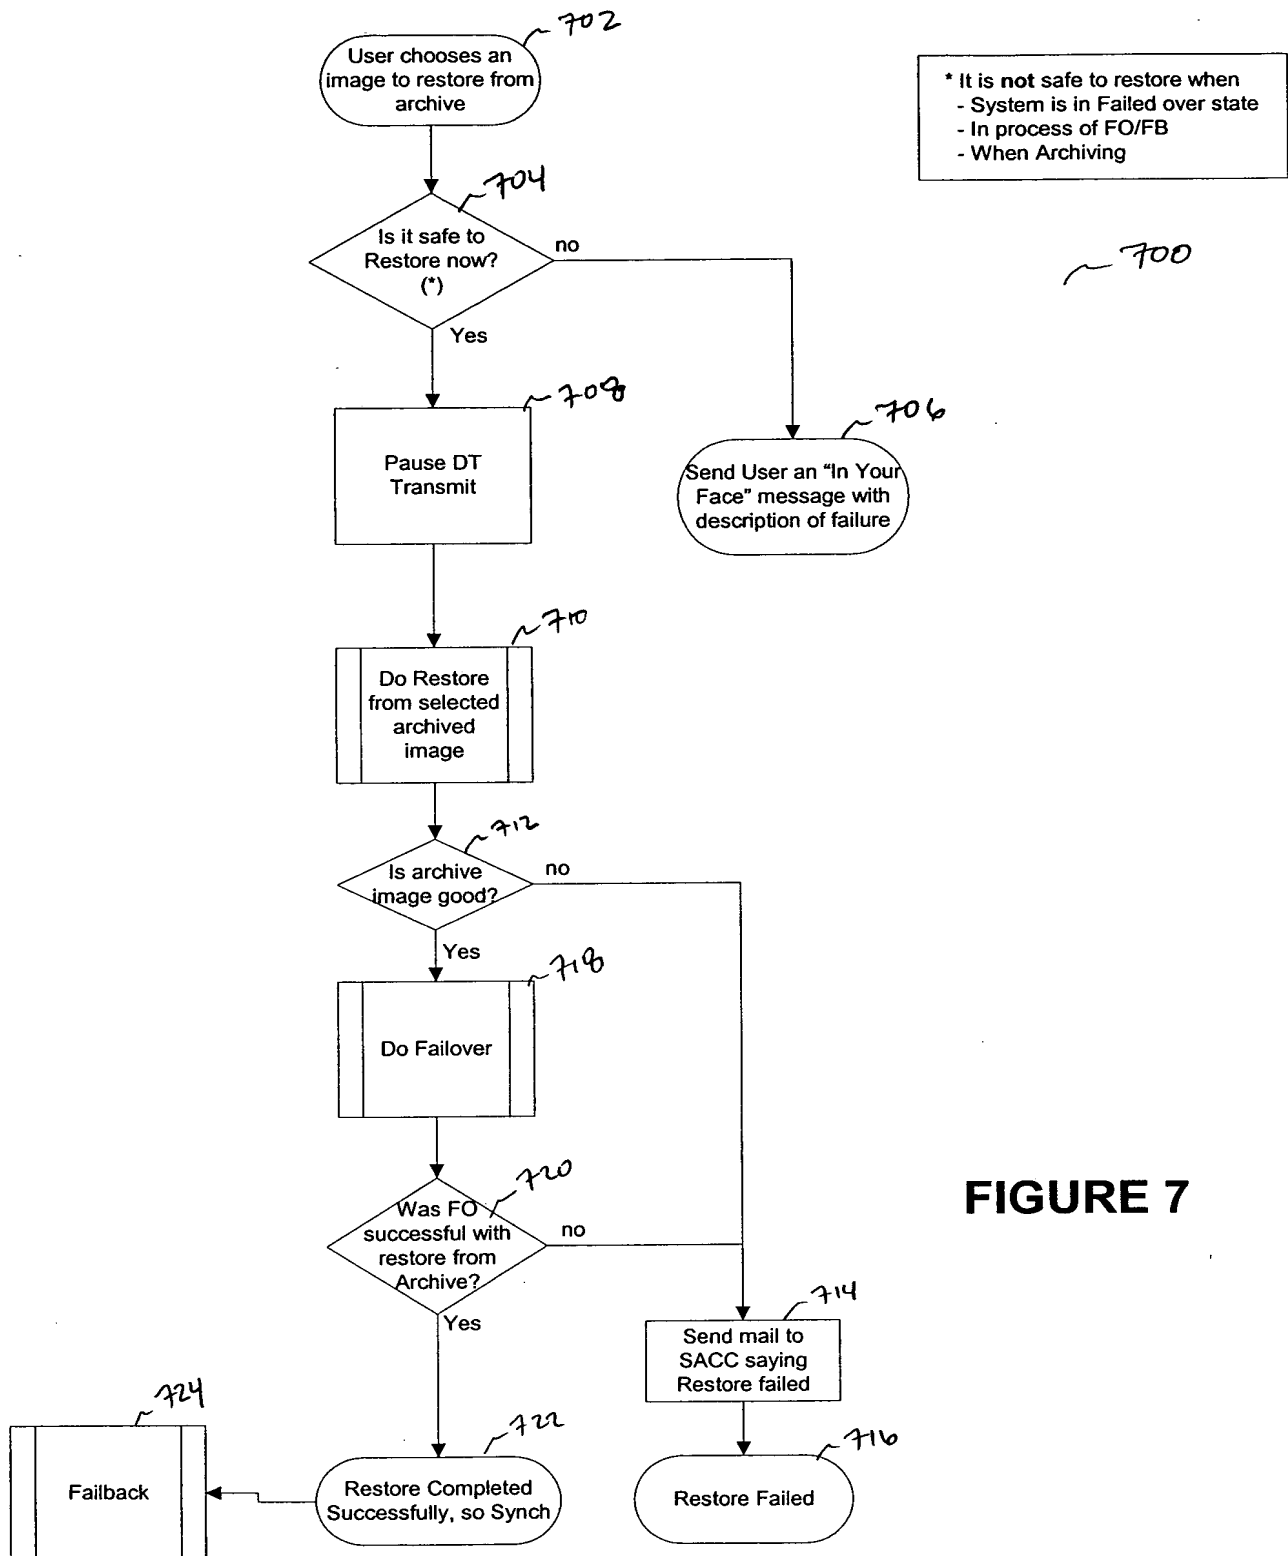 702
User chooses an
image to restore from
archive
* It is not safe to restore when
- System is in Failed over state
- In process of FO/FB
- When Archiving
704
Is it safe to
Restore now?
(*)
no
700
Yes
708
Pause DT
Transmit
706
Send User an “In Your
Face” message with
description of failure
710
Do Restore
from selected
archived
image
712
Is archive
image good?
no
Yes
718
Do Failover
720
Was FO
successful with
restore from
Archive?
no
FIGURE 7
Yes
714
Send mail to
SACC saying
Restore failed
724
Failback
722
Restore Completed
Successfully, so Synch
716
Restore Failed